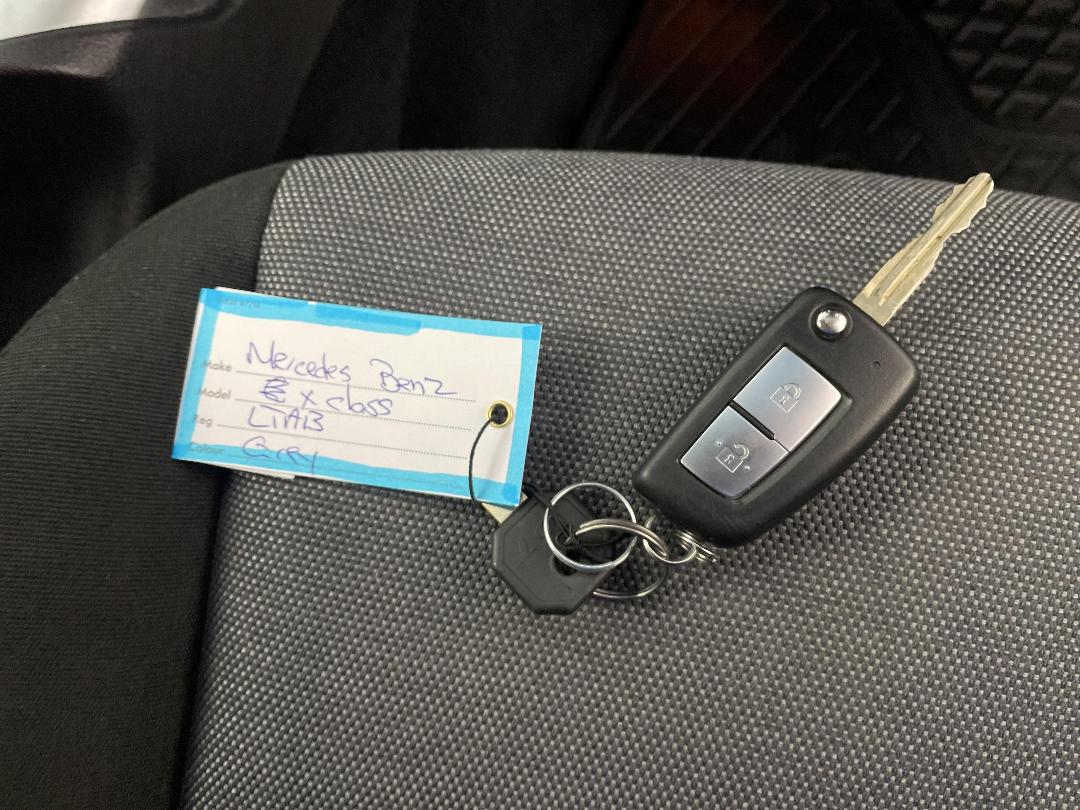 Make Mercedes Benz
Model X class
Reg
Colour Grey